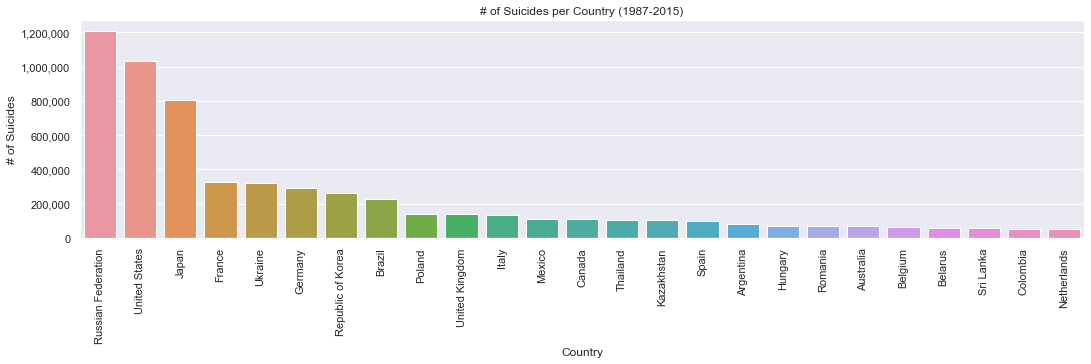 # of Suicides per Country (1987-2015)
# of Suicides
1,200,000
1,000,000
800,000
600,000
400,000
200,000
0
Russian Federation
United States
Japan
France
Ukraine
Germany
Republic of Korea
Brazil
Poland
United Kingdom
Italy
Mexico
Canada
Thailand
Kazakhstan
Spain
Argentina
Hungary
Romania
Australia
Belgium
Belarus
Sri Lanka
Colombia
Netherlands
Country